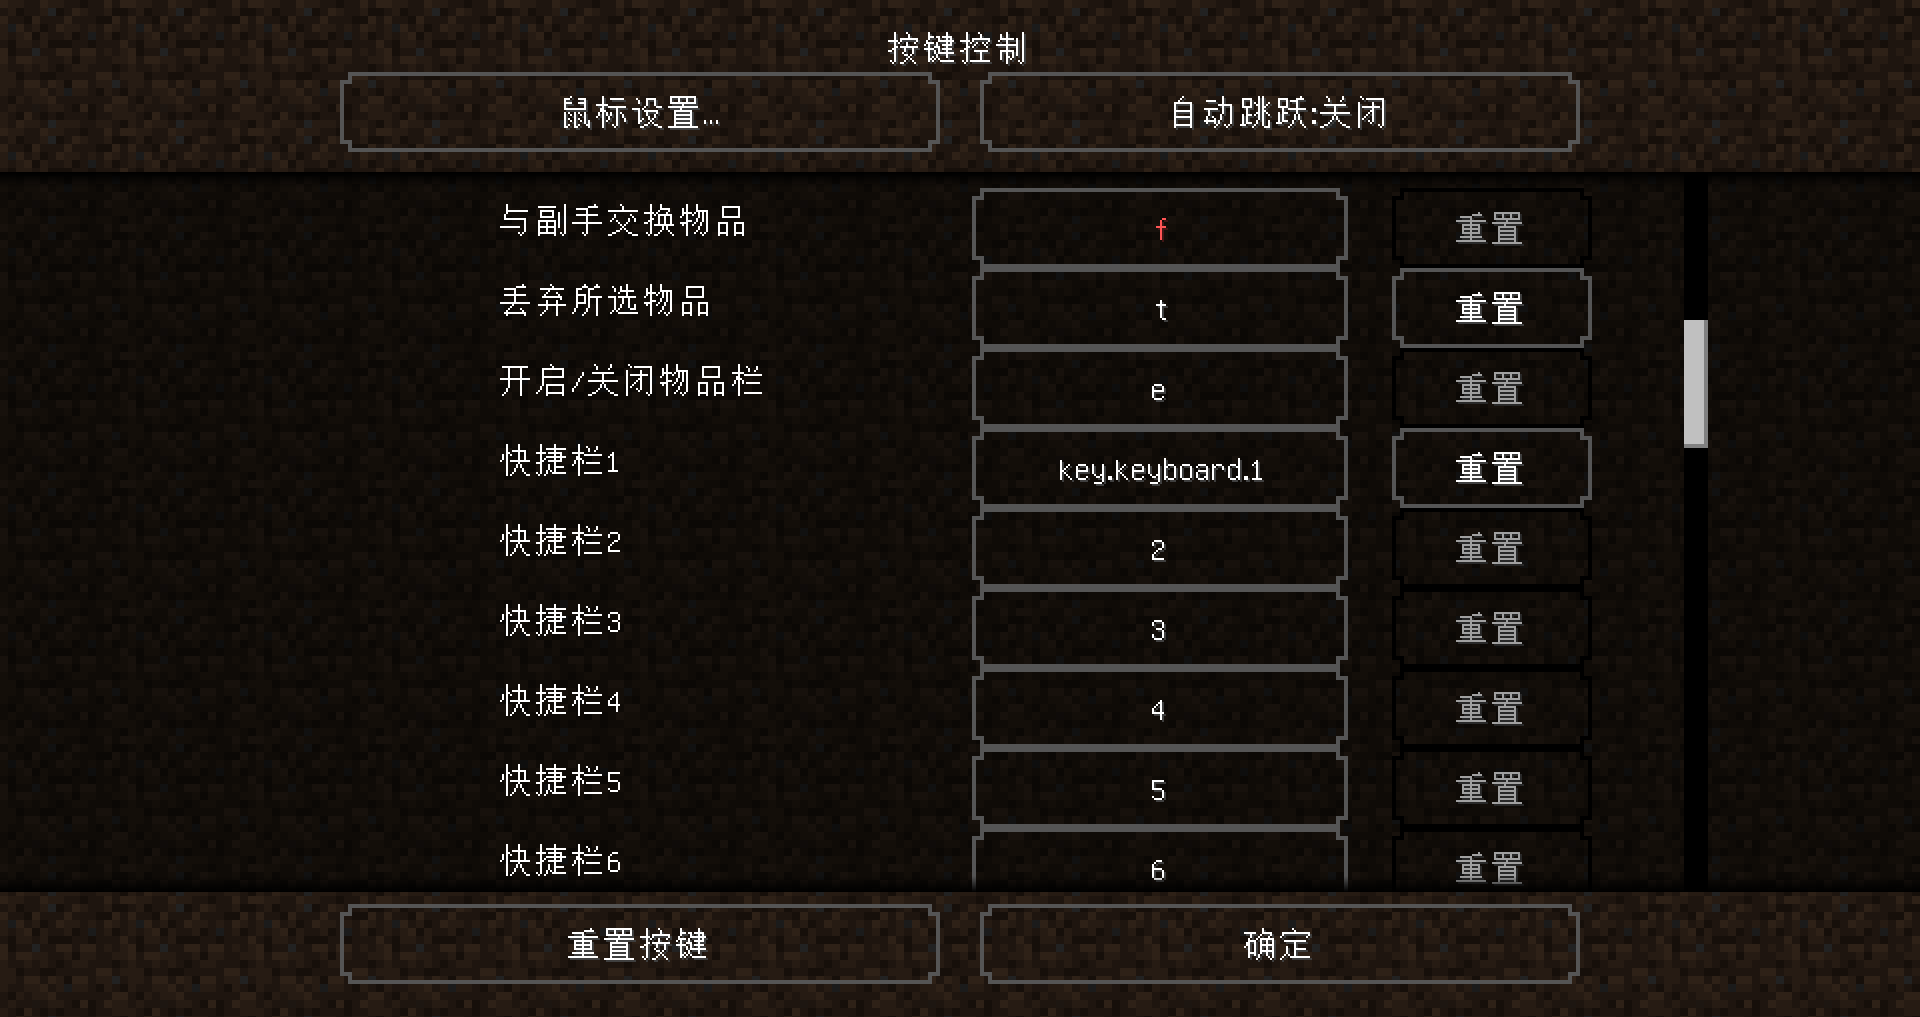 按键控制
鼠标设置... 自动跳跃:关闭
与副手交换物品 f 重置
丢弃所选物品 t 重置
开启/关闭物品栏 e 重置
快捷栏1 key.keyboard.1 重置
快捷栏2 2 重置
快捷栏3 3 重置
快捷栏4 4 重置
快捷栏5 5 重置
快捷栏6 6 重置
重置按键 确定